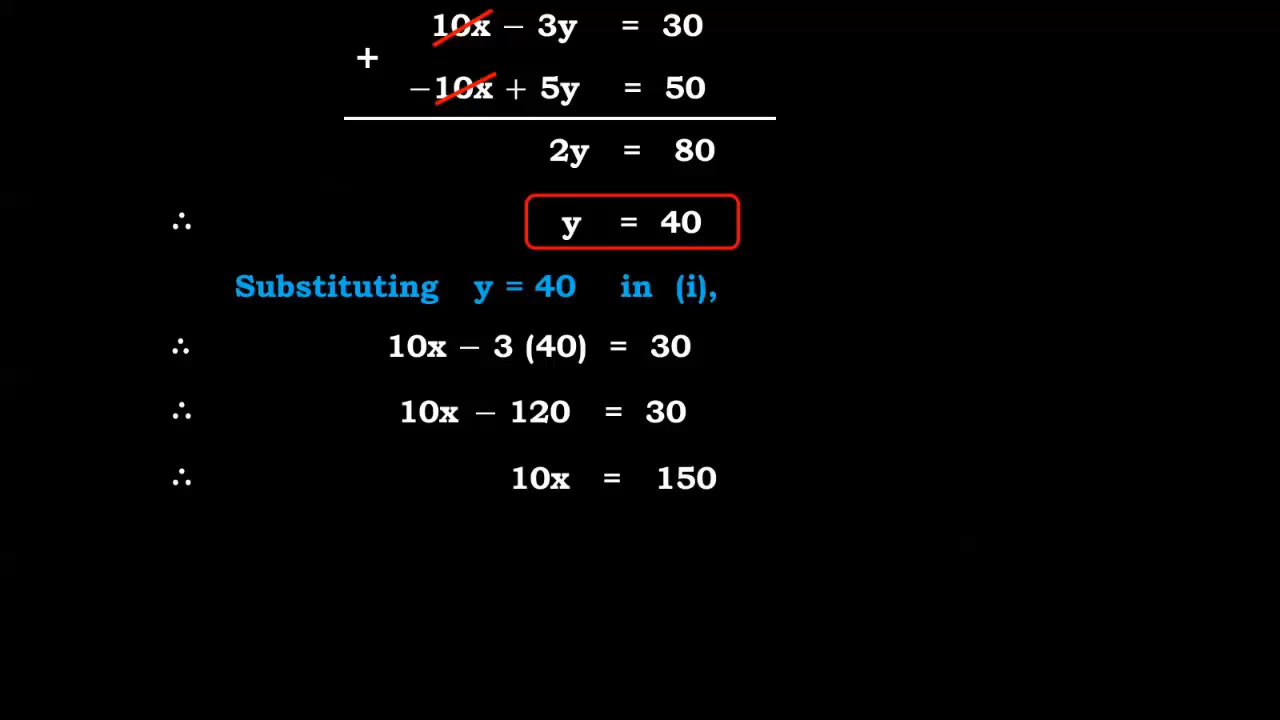 10x − 3y = 30
+
−10x + 5y = 50
2y = 80
∴ y = 40
Substituting y = 40 in (i),
∴ 10x − 3 (40) = 30
∴ 10x − 120 = 30
∴ 10x = 150